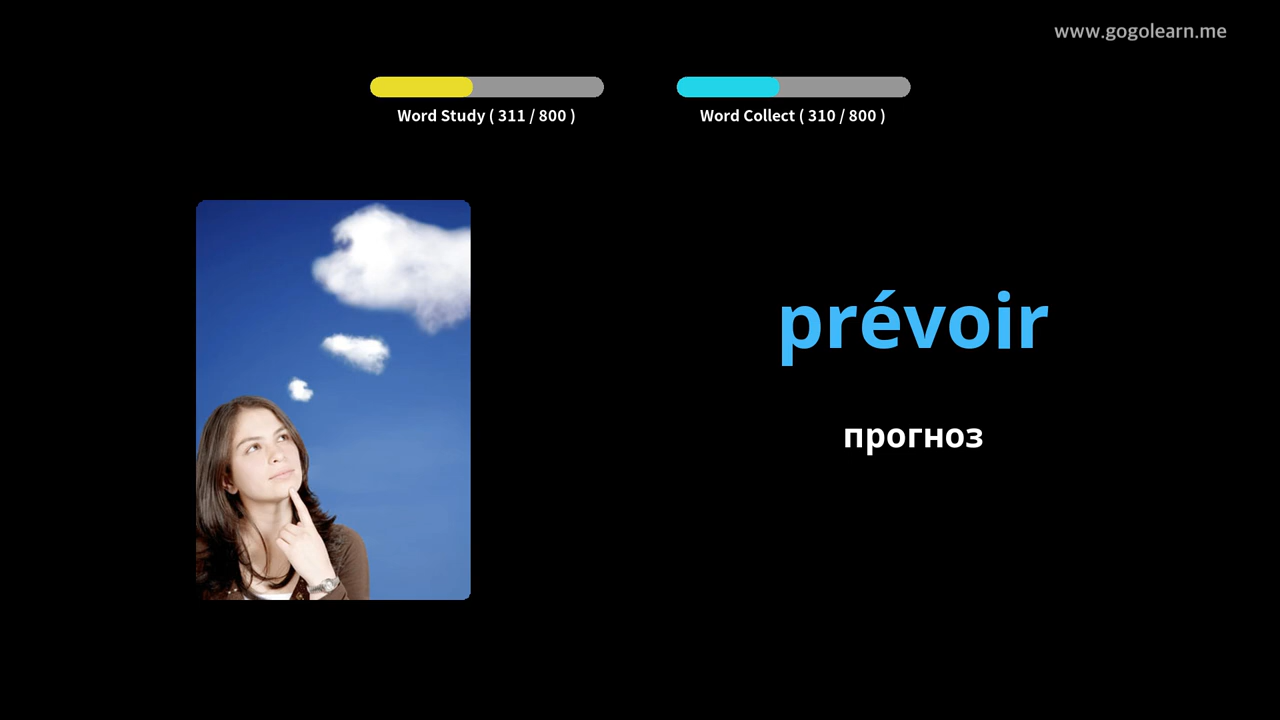 www.gogolearn.me
Word Study ( 311 / 800 )
Word Collect ( 310 / 800 )
prévoir
прогноз